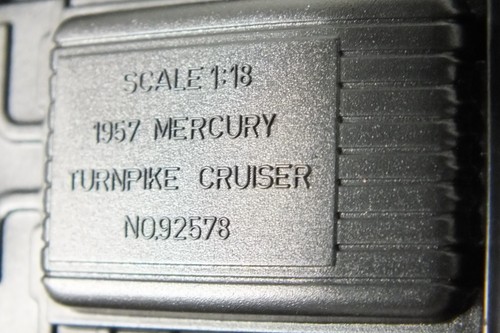 SCALE 1:18
1957 MERCURY
TURNPIKE CRUISER
NO.92578